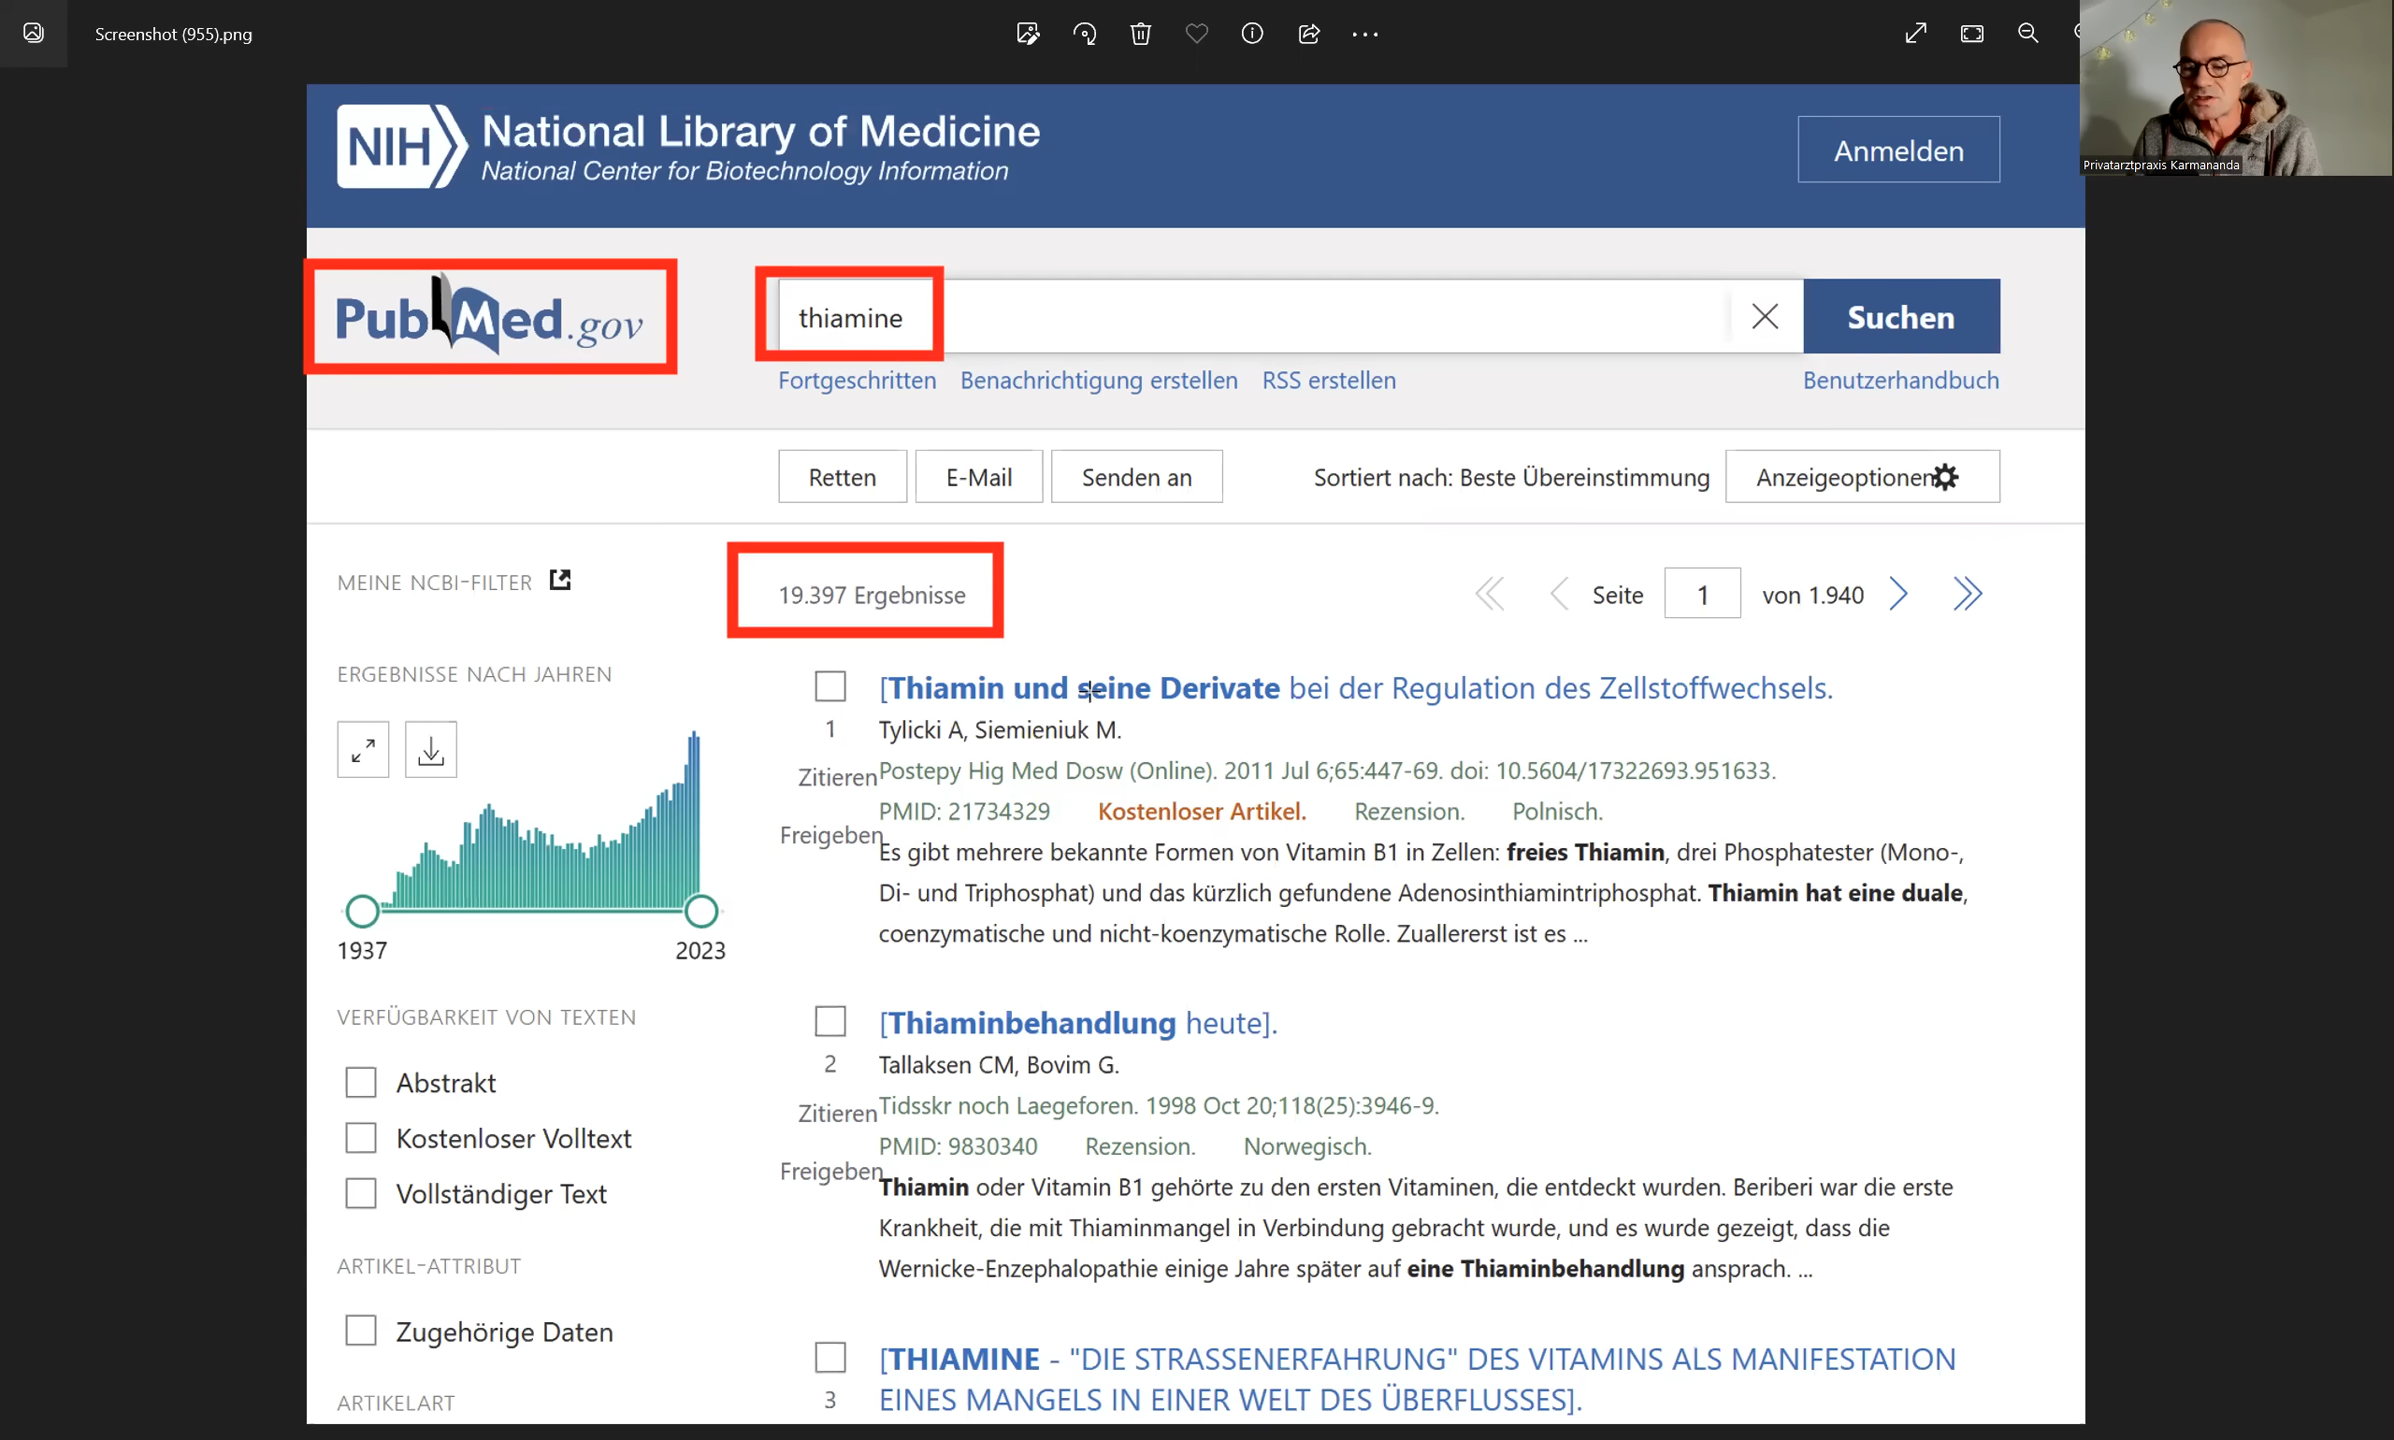 Screenshot (955).png
Privatarztpraxis Karmananda
NIH National Library of Medicine
National Center for Biotechnology Information
Anmelden
PubMed.gov
thiamine
Suchen
Fortgeschritten Benachrichtigung erstellen RSS erstellen
Benutzerhandbuch
Retten E-Mail Senden an
Sortiert nach: Beste Übereinstimmung Anzeigeoptionen
MEINE NCBI-FILTER
19.397 Ergebnisse
Seite 1 von 1.940
ERGEBNISSE NACH JAHREN
1937 2023
VERFÜGBARKEIT VON TEXTEN
Abstrakt
Kostenloser Volltext
Vollständiger Text
ARTIKEL-ATTRIBUT
Zugehörige Daten
ARTIKELART
[Thiamin und seine Derivate bei der Regulation des Zellstoffwechsels.
1
Tylicki A, Siemieniuk M.
Zitieren
Postepy Hig Med Dosw (Online). 2011 Jul 6;65:447-69. doi: 10.5604/17322693.951633.
PMID: 21734329 Kostenloser Artikel. Rezension. Polnisch.
Freigeben
Es gibt mehrere bekannte Formen von Vitamin B1 in Zellen: freies Thiamin, drei Phosphatester (Mono-,
Di- und Triphosphat) und das kürzlich gefundene Adenosinthiamintriphosphat. Thiamin hat eine duale,
coenzymatische und nicht-koenzymatische Rolle. Zuallererst ist es ...
[Thiaminbehandlung heute].
2
Tallaksen CM, Bovim G.
Zitieren
Tidsskr noch Laegeforen. 1998 Oct 20;118(25):3946-9.
PMID: 9830340 Rezension. Norwegisch.
Freigeben
Thiamin oder Vitamin B1 gehörte zu den ersten Vitaminen, die entdeckt wurden. Beriberi war die erste
Krankheit, die mit Thiaminmangel in Verbindung gebracht wurde, und es wurde gezeigt, dass die
Wernicke-Enzephalopathie einige Jahre später auf eine Thiaminbehandlung ansprach. ...
[THIAMINE - "DIE STRASSENERFAHRUNG" DES VITAMINS ALS MANIFESTATION
3
EINES MANGELS IN EINER WELT DES ÜBERFLUSSES].